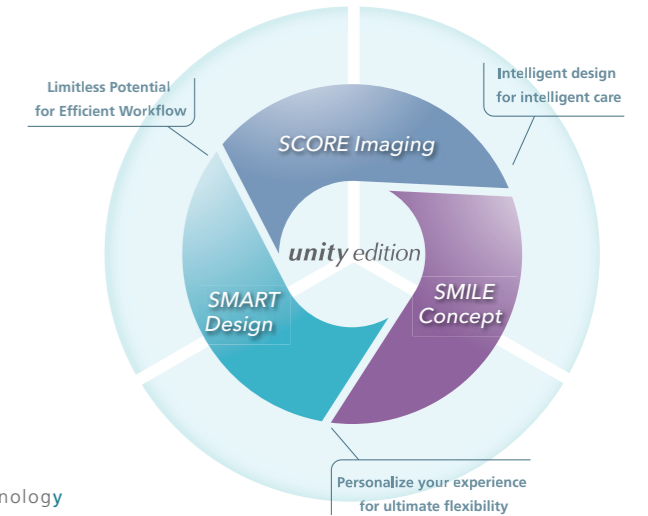 Limitless Potential
for Efficient Workflow
Intelligent design
for intelligent care
SCORE Imaging
unity edition
SMART
Design
SMILE
Concept
Personalize your experience
for ultimate flexibility
nology